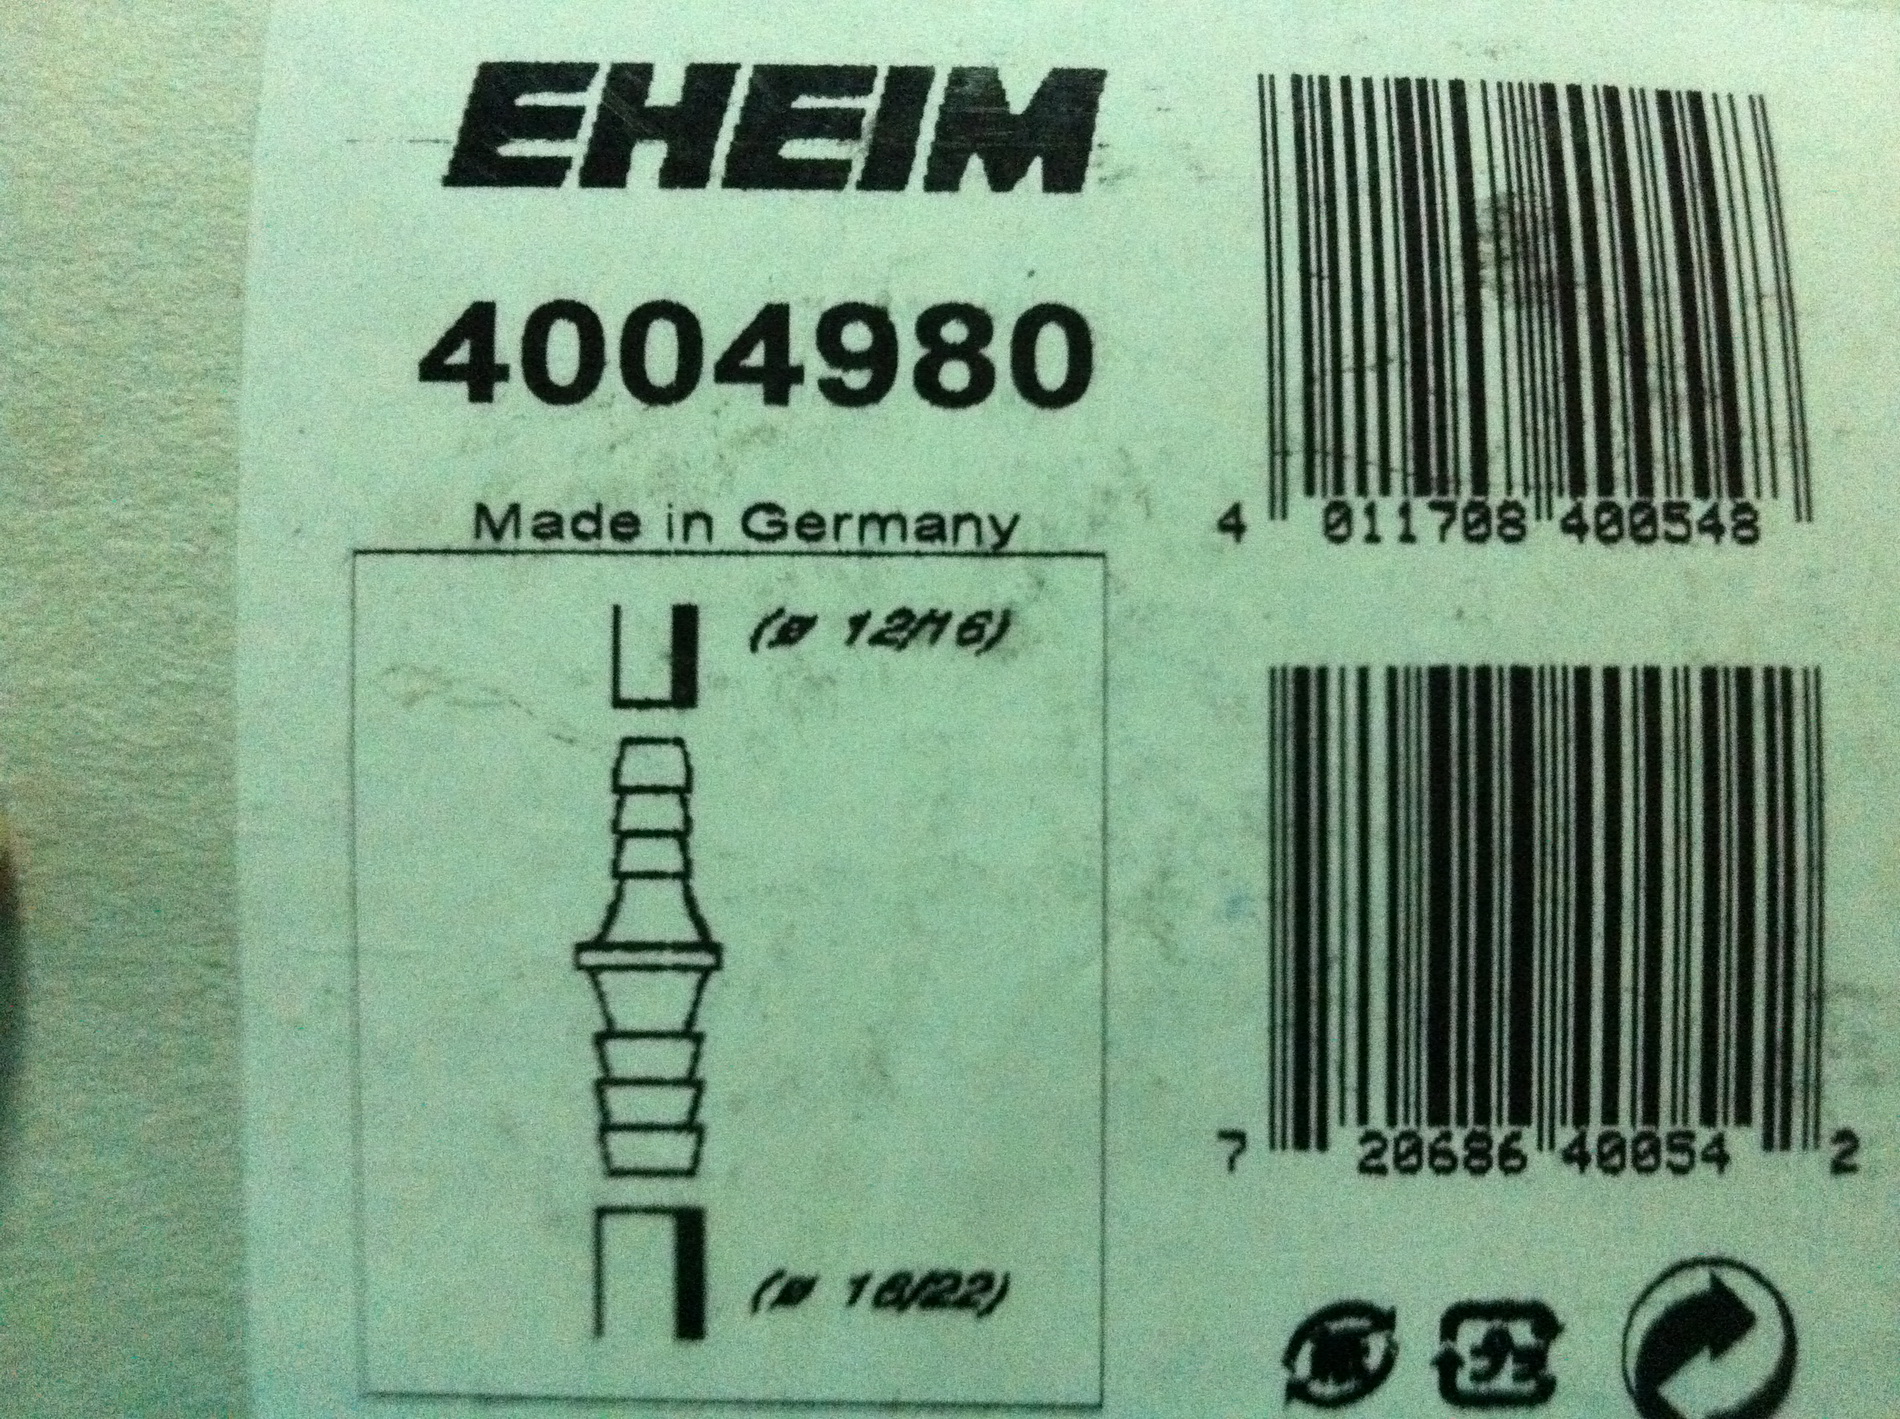 EHEIM
4004980
Made in Germany
(ø 12/16)
(ø 16/22)
4 011708 400548
7 20686 40054 2